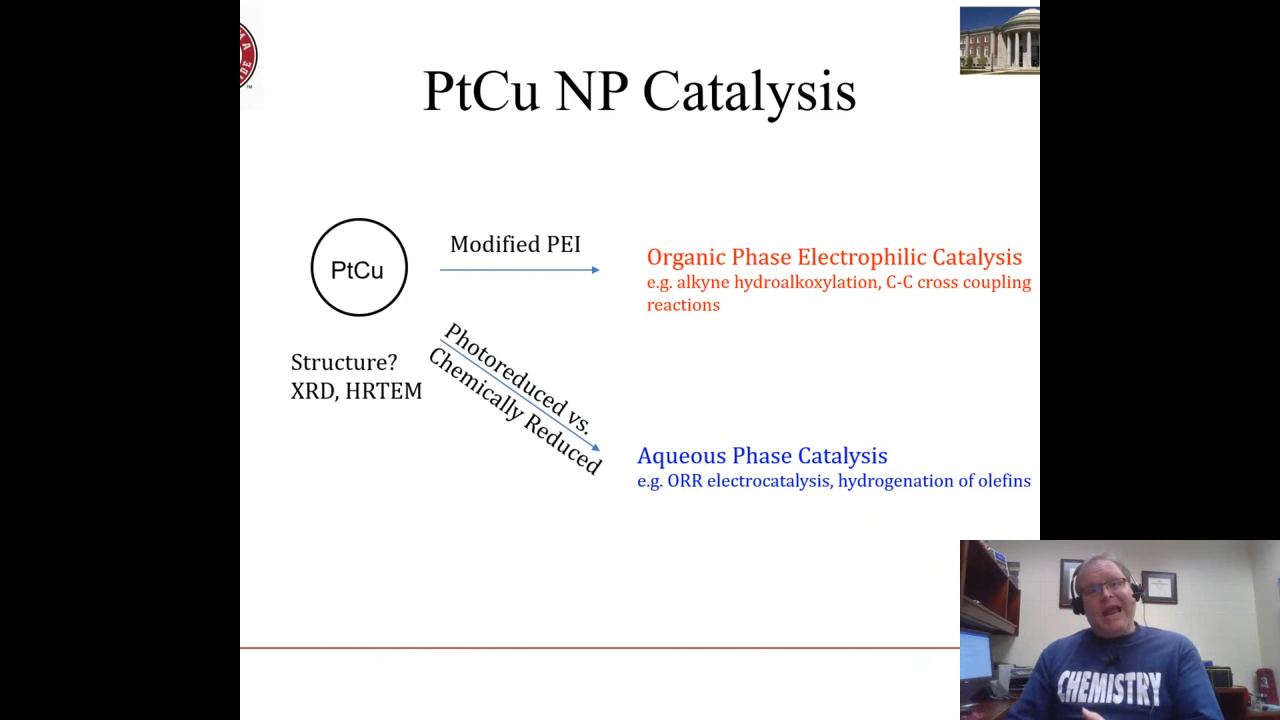 PtCu NP Catalysis
PtCu
Modified PEI
Organic Phase Electrophilic Catalysis
e.g. alkyne hydroalkoxylation, C-C cross coupling
reactions
Photoreduced vs.
Chemically Reduced
Structure?
XRD, HRTEM
Aqueous Phase Catalysis
e.g. ORR electrocatalysis, hydrogenation of olefins
CHEMISTRY